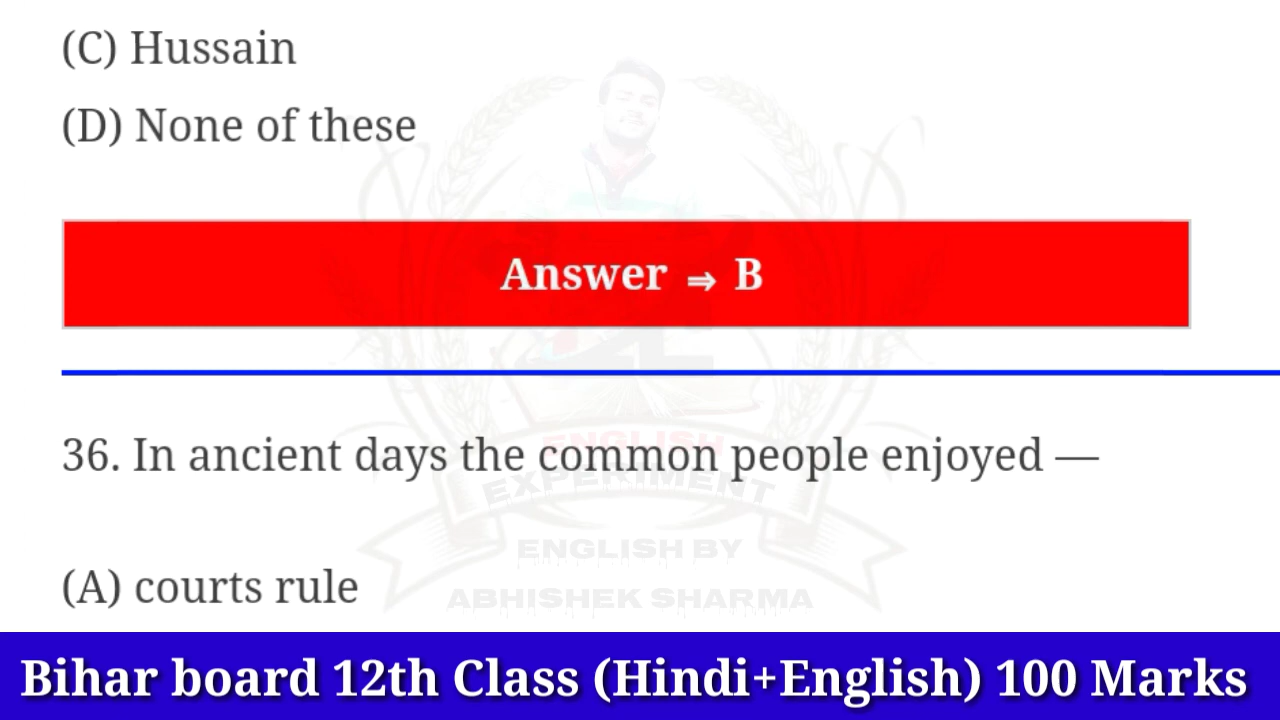 (C) Hussain
(D) None of these
Answer ⇒ B
36. In ancient days the common people enjoyed —
ENGLISH
EXPERIMENT
ENGLISH BY
(A) courts rule
ABHISHEK SHARMA
Bihar board 12th Class (Hindi+English) 100 Marks